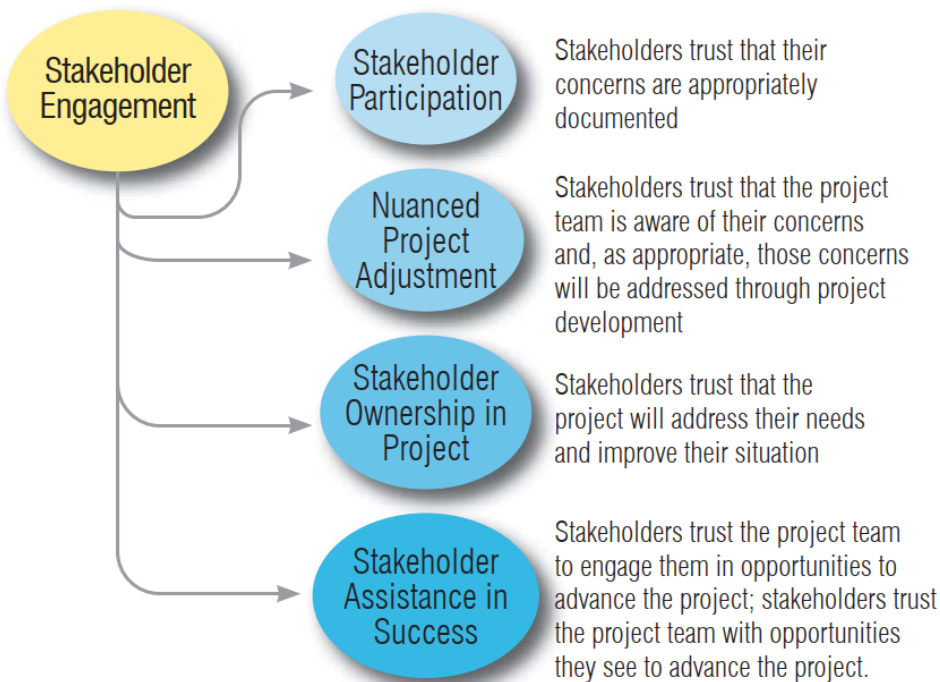 Stakeholder
Engagement
Stakeholder
Participation
Stakeholders trust that their
concerns are appropriately
documented
Nuanced
Project
Adjustment
Stakeholders trust that the project
team is aware of their concerns
and, as appropriate, those concerns
will be addressed through project
development
Stakeholder
Ownership in
Project
Stakeholders trust that the
project will address their needs
and improve their situation
Stakeholder
Assistance in
Success
Stakeholders trust the project team
to engage them in opportunities to
advance the project; stakeholders trust
the project team with opportunities
they see to advance the project.